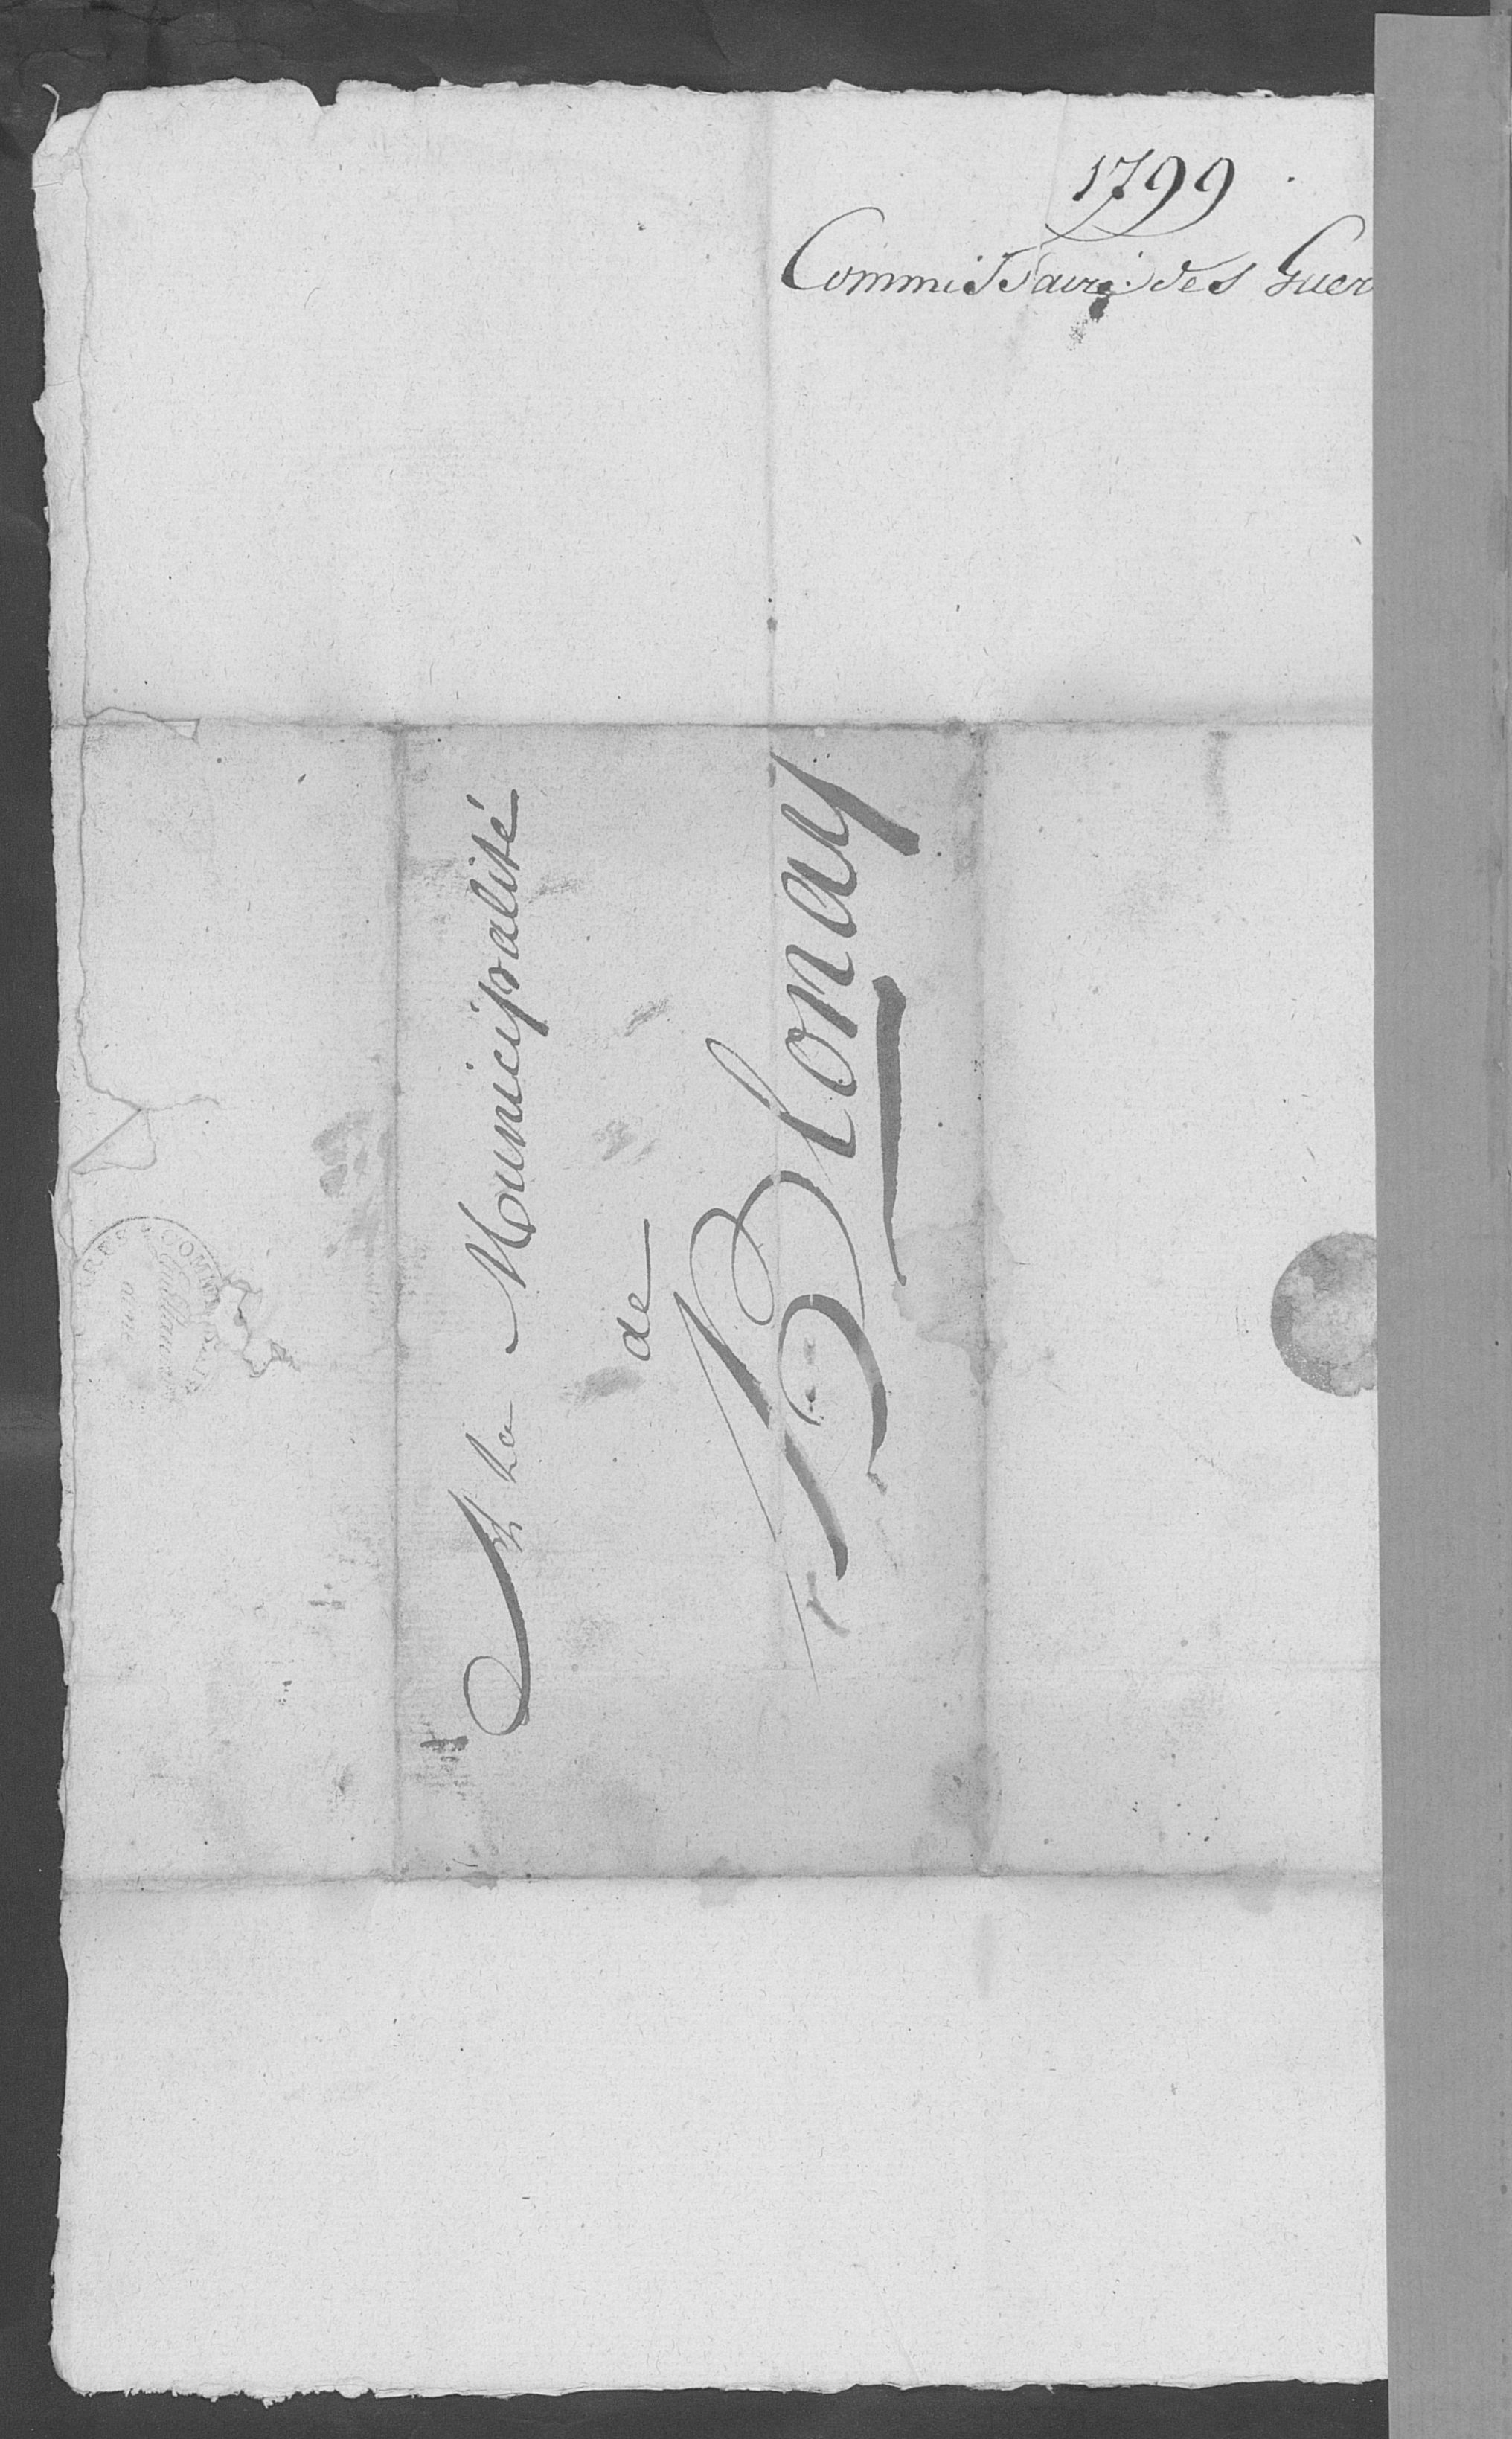 1799
Commissaire des Guer
A La Municipalité
de
Blonay